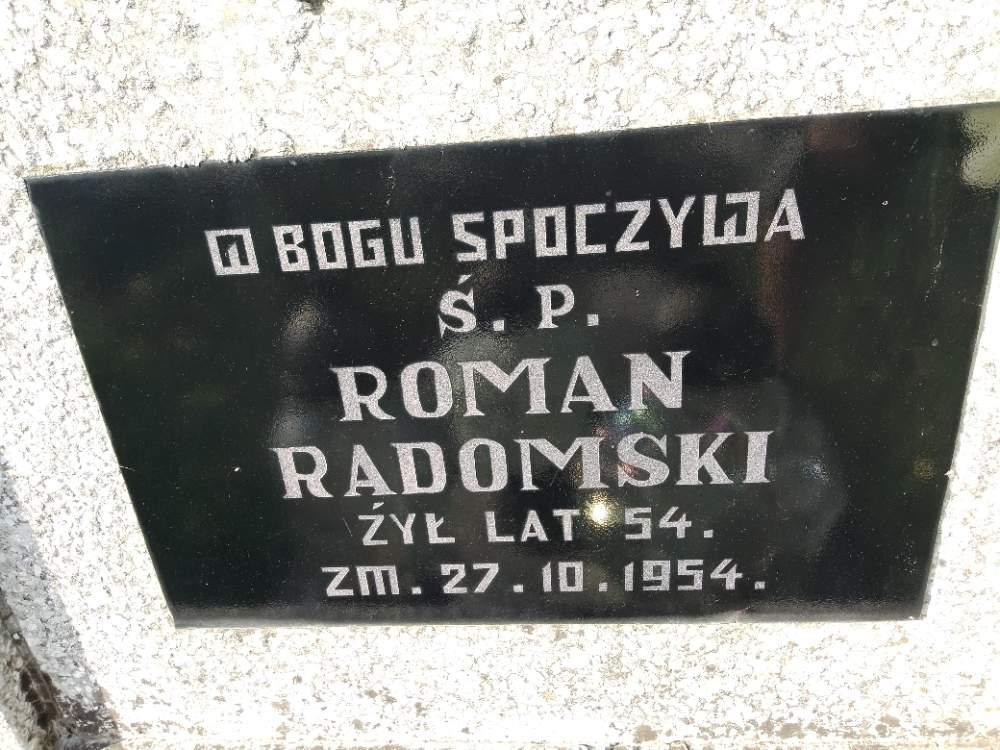 W BOGU SPOCZYWA
Ś. P.
ROMAN
RADOMSKI
ŻYŁ LAT 54.
ZM. 27.10.1954.